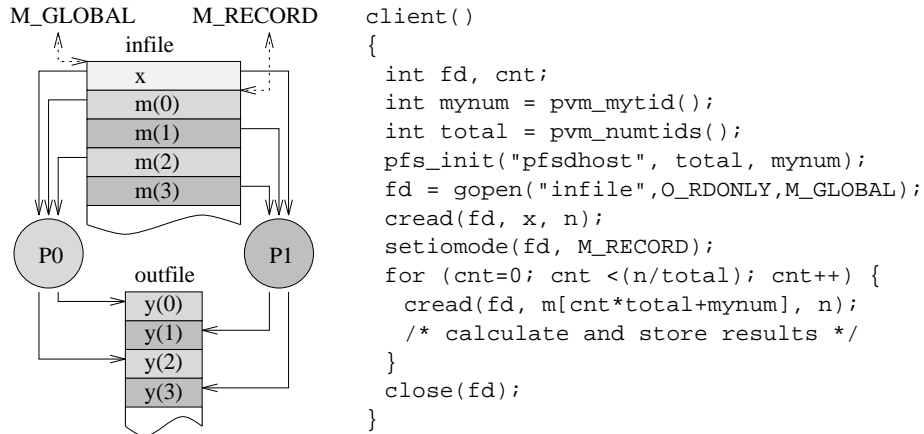 M_GLOBAL M_RECORD
infile
x
m(0)
m(1)
m(2)
m(3)
P0 P1
outfile
y(0)
y(1)
y(2)
y(3)
client()
{
int fd, cnt;
int mynum = pvm_mytid();
int total = pvm_numtids();
pfs_init("pfsdhost", total, mynum);
fd = gopen("infile",O_RDONLY,M_GLOBAL);
cread(fd, x, n);
setiomode(fd, M_RECORD);
for (cnt=0; cnt <(n/total); cnt++) {
cread(fd, m[cnt*total+mynum], n);
/* calculate and store results */
}
close(fd);
}